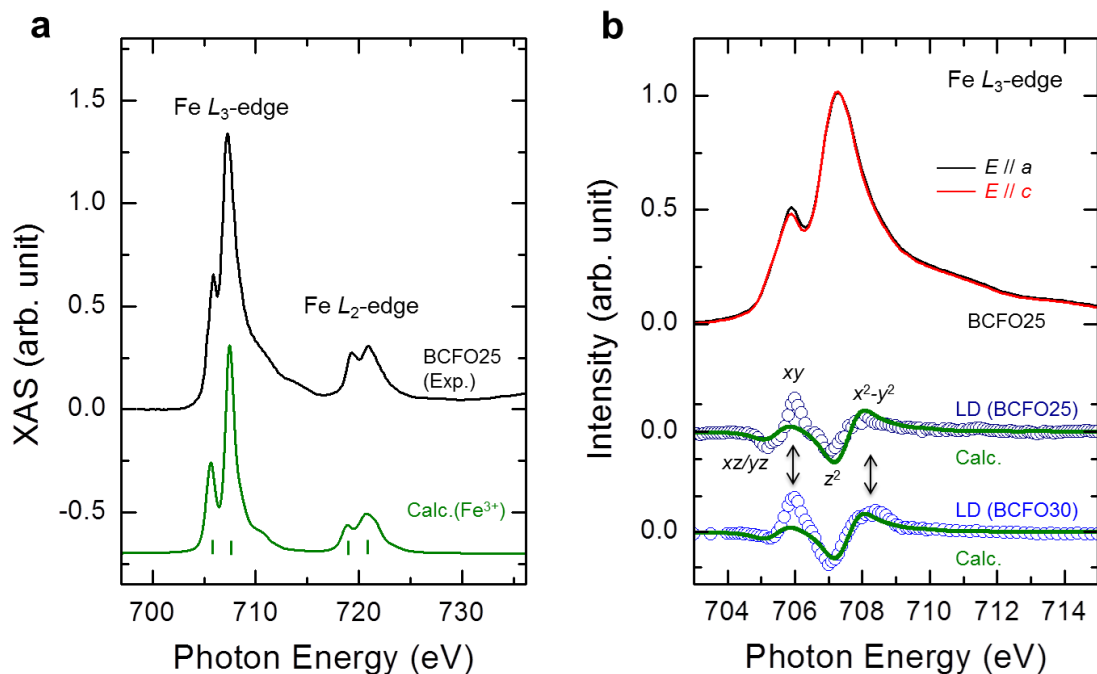 a
XAS (arb. unit)
1.5
1.0
0.5
0.0
-0.5
Fe L₃-edge
Fe L₂-edge
BCFO25
(Exp.)
Calc.(Fe³⁺)
700 710 720 730
Photon Energy (eV)
b
Intensity (arb. unit)
1.0
0.5
0.0
0.0
0.0
Fe L₃-edge
E // a
E // c
BCFO25
xy
x²-y²
LD (BCFO25)
xz/yz
z²
Calc.
LD (BCFO30)
Calc.
704 706 708 710 712 714
Photon Energy (eV)